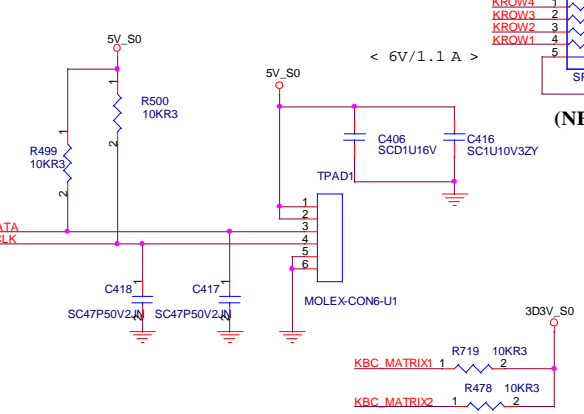 KROW4 1
KROW3 2
KROW2 3
KROW1 4
5
5V_S0
< 6V/1.1 A >
5V_S0
1
R500
10KR3
2
1
R499
10KR3
2
C406
SCD1U16V
C416
SC1U10V3ZY
(NE
TPAD1
1
2
3
4
5
6
ATA
CLK
C418
1
SC47P50V2JN
2
C417
1
SC47P50V2JN
2
MOLEX-CON6-U1
3D3V_S0
R719 10KR3
KBC_MATRIX1 1 2
R478 10KR3
KBC_MATRIX2 1 2